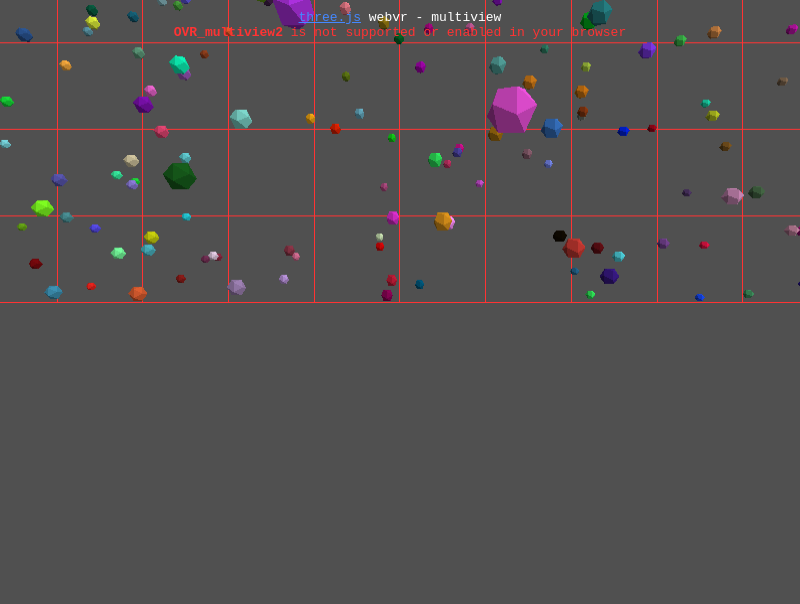 three.js webvr - multiview
OVR_multiview2 is not supported or enabled in your browser